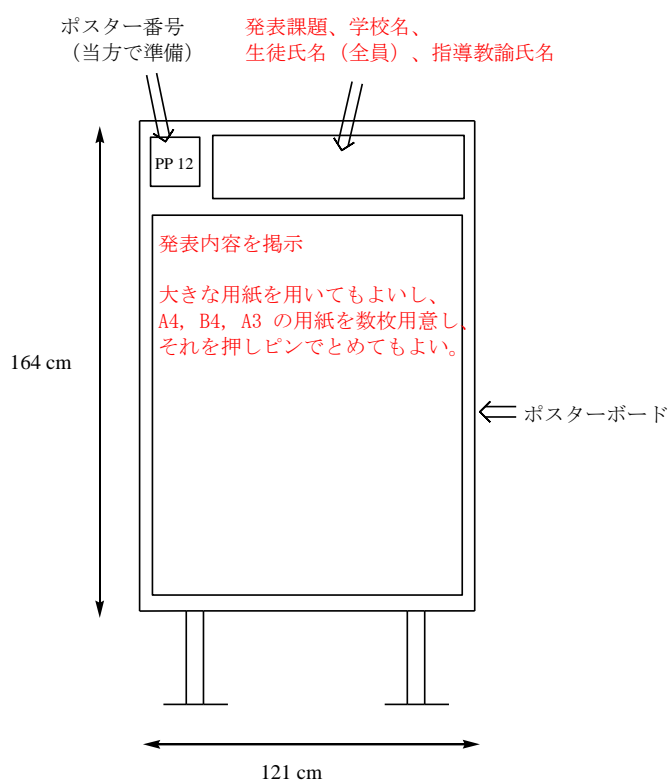 ポスター番号
（当方で準備）
発表課題、学校名、
生徒氏名（全員）、指導教諭氏名
PP 12
発表内容を掲示
大きな用紙を用いてもよいし、
A4, B4, A3 の用紙を数枚用意し、
それを押しピンでとめてもよい。
164 cm
ポスターボード
121 cm